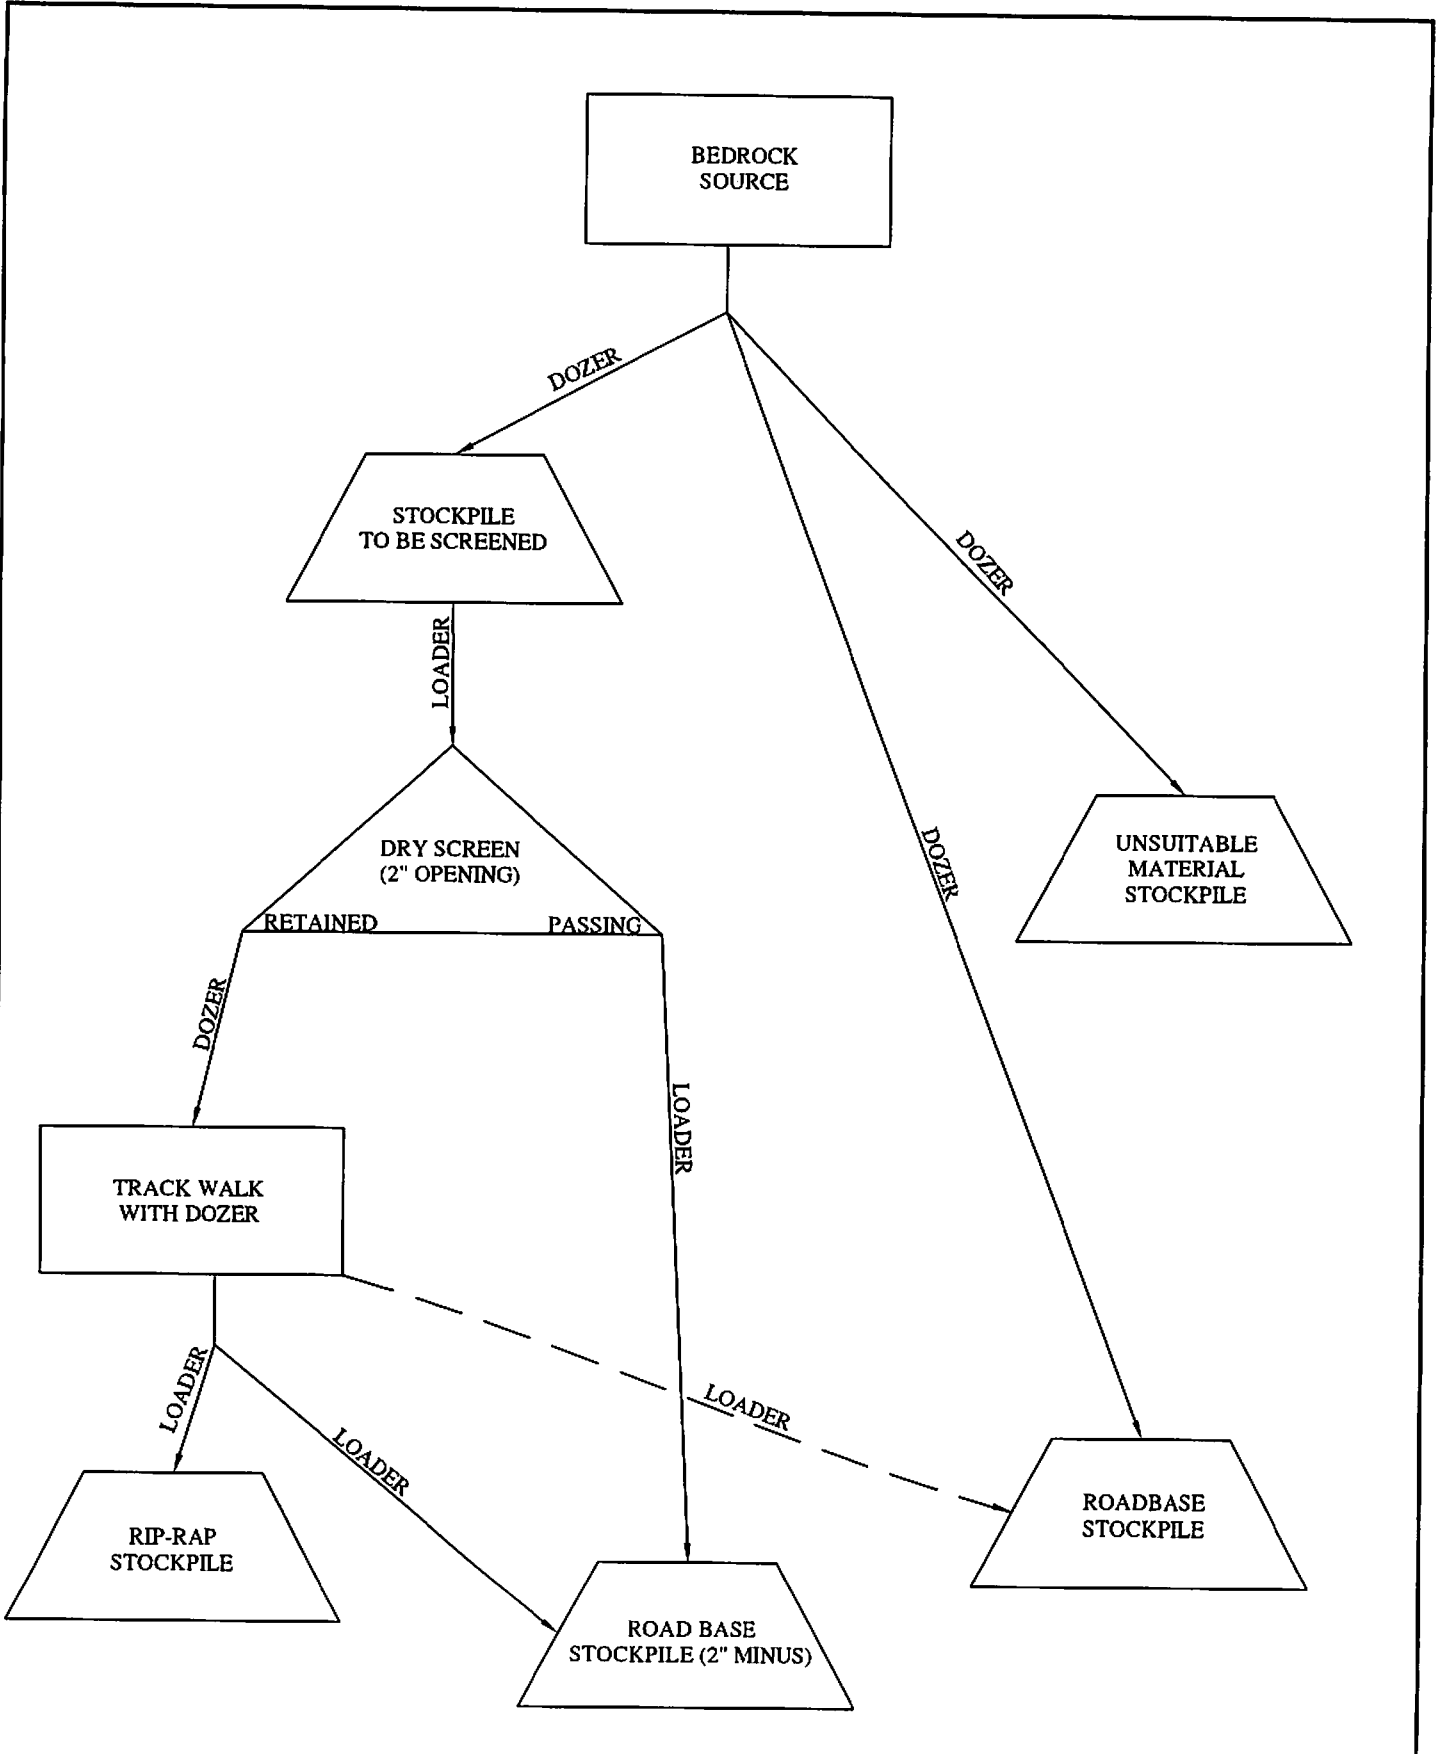 BEDROCK
SOURCE
DOZER
STOCKPILE
TO BE SCREENED
DOZER
LOADER
DRY SCREEN
(2" OPENING)
RETAINED
PASSING
DOZER
UNSUITABLE
MATERIAL
STOCKPILE
DOZER
LOADER
TRACK WALK
WITH DOZER
LOADER
LOADER
LOADER
ROADBASE
STOCKPILE
RIP-RAP
STOCKPILE
ROAD BASE
STOCKPILE (2" MINUS)